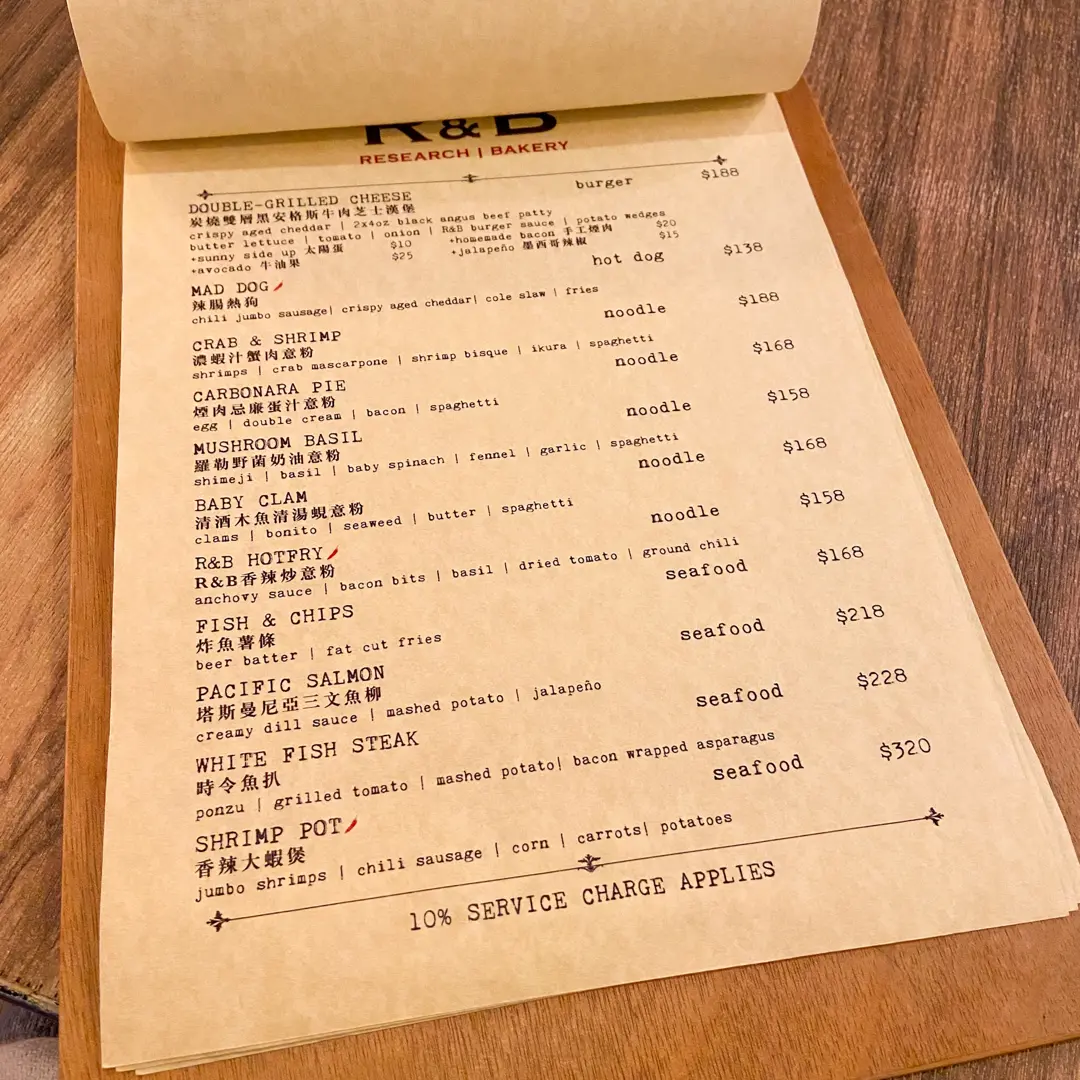 R&B
RESEARCH | BAKERY
DOUBLE-GRILLED CHEESE burger $188
炭燒雙層黑安格斯牛肉芝士漢堡
crispy aged cheddar | 2x4oz black angus beef patty
butter lettuce | tomato | onion | R&B burger sauce | potato wedges
+sunny side up 太陽蛋 $10 +homemade bacon 手工煙肉 $20
+avocado 牛油果 $25 +jalapeño 墨西哥辣椒 $15
MAD DOG hot dog $138
辣腸熱狗
chili jumbo sausage| crispy aged cheddar| cole slaw | fries
CRAB & SHRIMP noodle $188
濃蝦汁蟹肉意粉
shrimps | crab mascarpone | shrimp bisque | ikura | spaghetti
CARBONARA PIE noodle $168
煙肉忌廉蛋汁意粉
egg | double cream | bacon | spaghetti
MUSHROOM BASIL noodle $158
羅勒野菌奶油意粉
shimeji | basil | baby spinach | fennel | garlic | spaghetti
BABY CLAM noodle $168
清酒木魚清湯蜆意粉
clams | bonito | seaweed | butter | spaghetti
R&B HOTFRY noodle $158
R&B香辣炒意粉
anchovy sauce | bacon bits | basil | dried tomato | ground chili
FISH & CHIPS seafood $168
炸魚薯條
beer batter | fat cut fries
PACIFIC SALMON seafood $218
塔斯曼尼亞三文魚柳
creamy dill sauce | mashed potato | jalapeño
WHITE FISH STEAK seafood $228
時令魚扒
ponzu | grilled tomato | mashed potato| bacon wrapped asparagus
SHRIMP POT seafood $320
香辣大蝦煲
jumbo shrimps | chili sausage | corn | carrots| potatoes
10% SERVICE CHARGE APPLIES